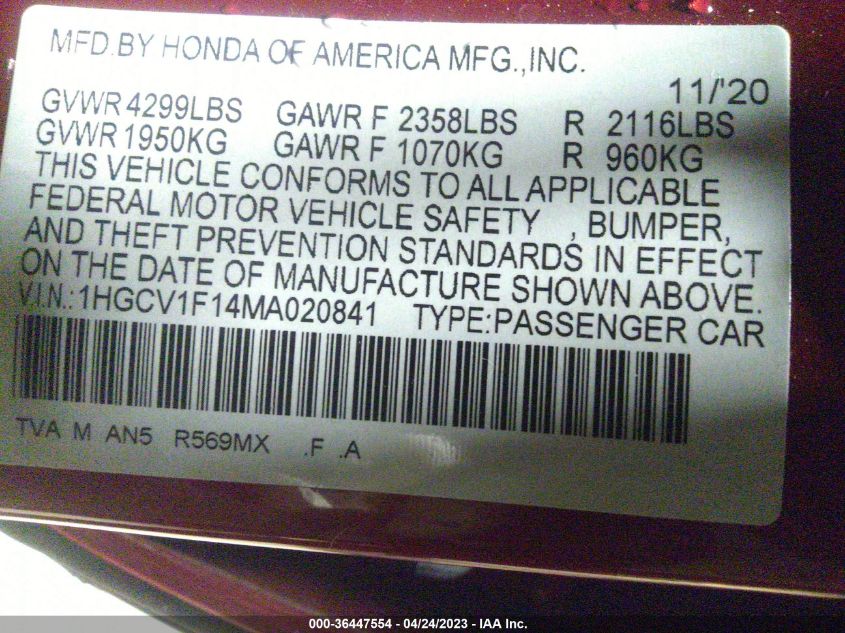 MFD.BY HONDA OF AMERICA MFG.,INC.
11/'20
GVWR 4299LBS GAWR F 2358LBS R 2116LBS
GVWR 1950KG GAWR F 1070KG R 960KG
THIS VEHICLE CONFORMS TO ALL APPLICABLE
FEDERAL MOTOR VEHICLE SAFETY , BUMPER,
AND THEFT PREVENTION STANDARDS IN EFFECT
ON THE DATE OF MANUFACTURE SHOWN ABOVE.
V.I.N.:1HGCV1F14MA020841 TYPE:PASSENGER CAR
TVA M AN5 R569MX .F .A
000-36447554 - 04/24/2023 - IAA Inc.